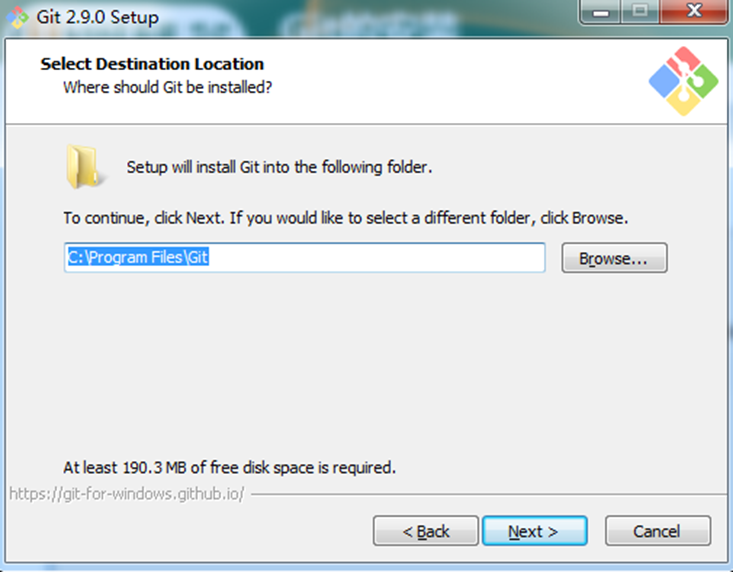 Git 2.9.0 Setup
Select Destination Location
Where should Git be installed?
Setup will install Git into the following folder.
To continue, click Next. If you would like to select a different folder, click Browse.
C:\Program Files\Git
Browse...
At least 190.3 MB of free disk space is required.
https://git-for-windows.github.io/
< Back
Next >
Cancel